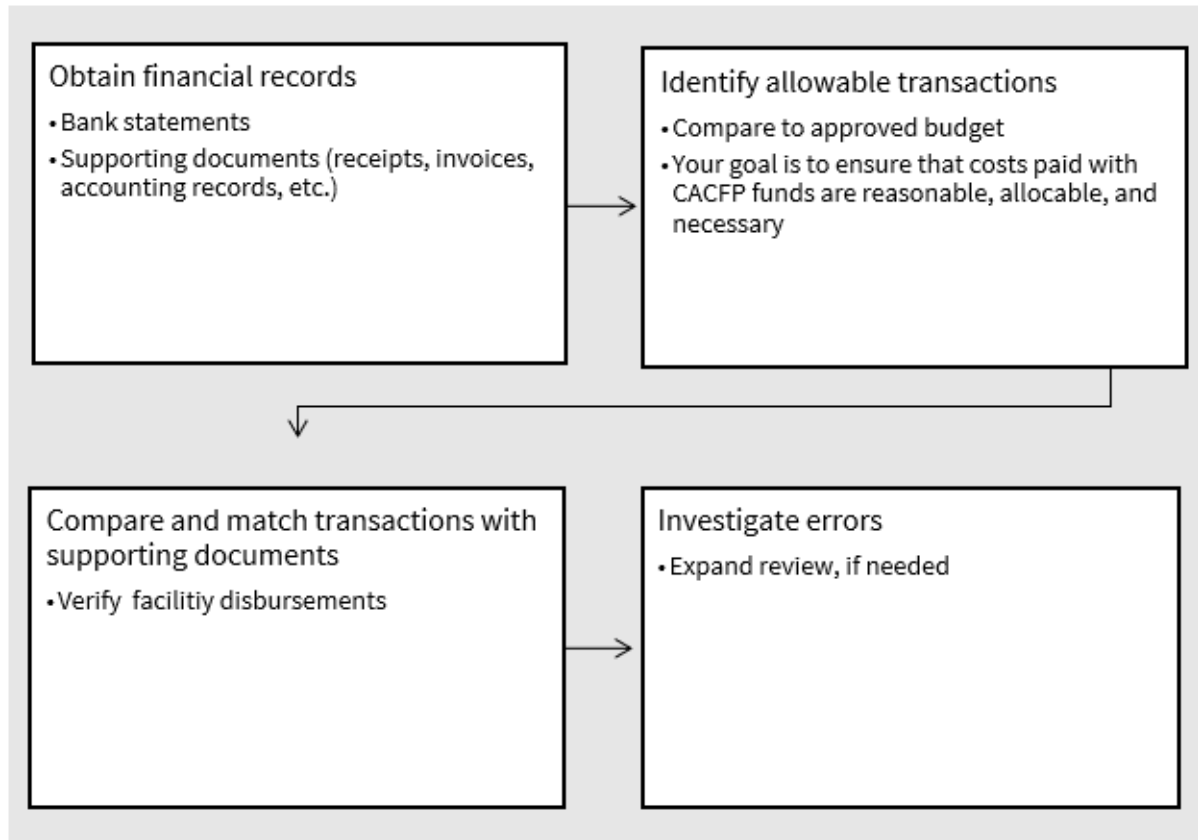 Obtain financial records
•Bank statements
•Supporting documents (receipts, invoices,
accounting records, etc.)
Identify allowable transactions
•Compare to approved budget
•Your goal is to ensure that costs paid with
CACFP funds are reasonable, allocable, and
necessary
Compare and match transactions with
supporting documents
•Verify  facilitiy disbursements
Investigate errors
•Expand review, if needed